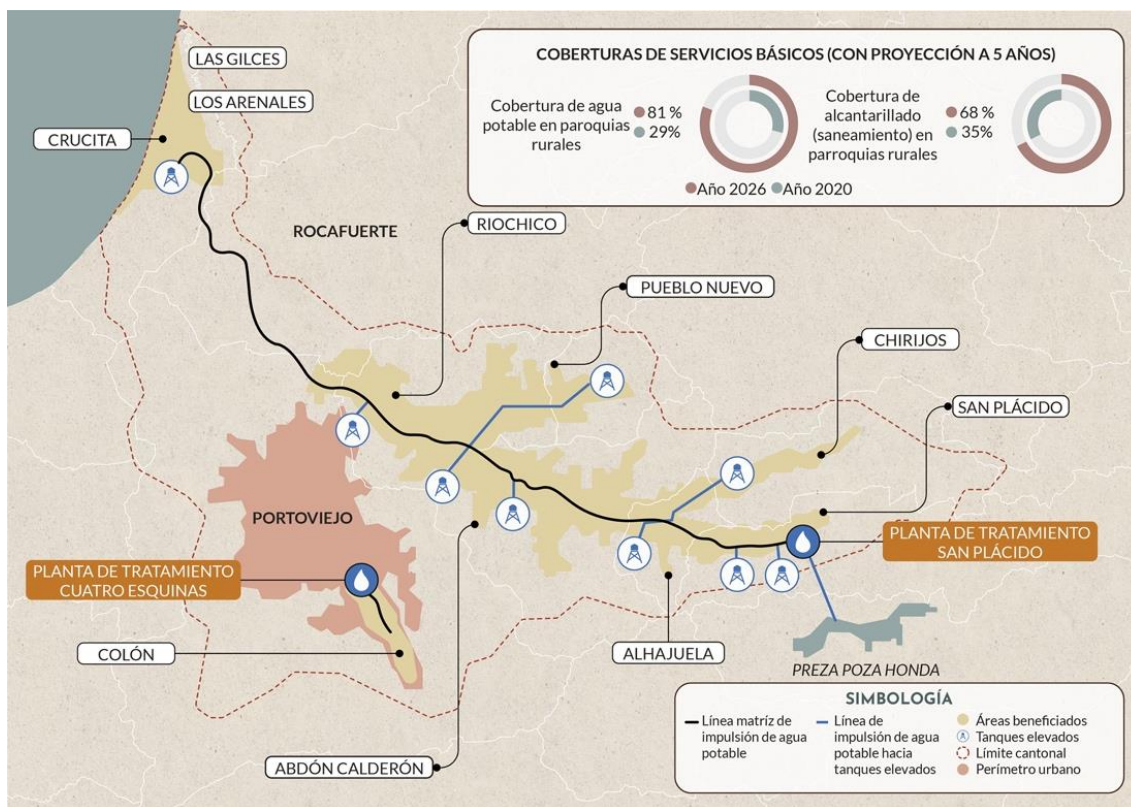 COBERTURAS DE SERVICIOS BÁSICOS (CON PROYECCIÓN A 5 AÑOS)
Cobertura de agua
potable en paroquias
rurales
81 %
29%
Cobertura de
alcantarillado
(saneamiento) en
parroquias rurales
68 %
35%
Año 2026
Año 2020
LAS GILCES
LOS ARENALES
CRUCITA
ROCAFUERTE
RIOCHICO
PUEBLO NUEVO
CHIRIJOS
SAN PLÁCIDO
PORTOVIEJO
PLANTA DE TRATAMIENTO
SAN PLÁCIDO
PLANTA DE TRATAMIENTO
CUATRO ESQUINAS
COLÓN
ALHAJUELA
PREZA POZA HONDA
ABDÓN CALDERÓN
SIMBOLOGÍA
Línea matríz de
impulsión de agua
potable
Línea de
impulsión de agua
potable hacia
tanques elevados
Áreas beneficiados
Tanques elevados
Límite cantonal
Perímetro urbano